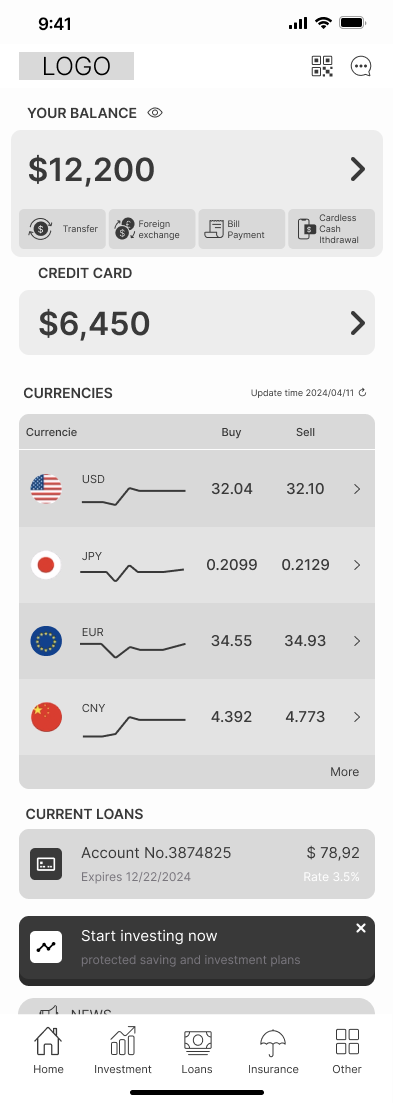 9:41
LOGO
YOUR BALANCE
$12,200
Transfer
Foreign
exchange
Bill
Payment
Cardless
Cash
Ithdrawal
CREDIT CARD
$6,450
CURRENCIES
Update time 2024/04/11
Currencie Buy Sell
USD 32.04 32.10
JPY 0.2099 0.2129
EUR 34.55 34.93
CNY 4.392 4.773
More
CURRENT LOANS
Account No.3874825 $ 78,92
Expires 12/22/2024 Rate 3.5%
Start investing now
protected saving and investment plans
NEWS
Home Investment Loans Insurance Other